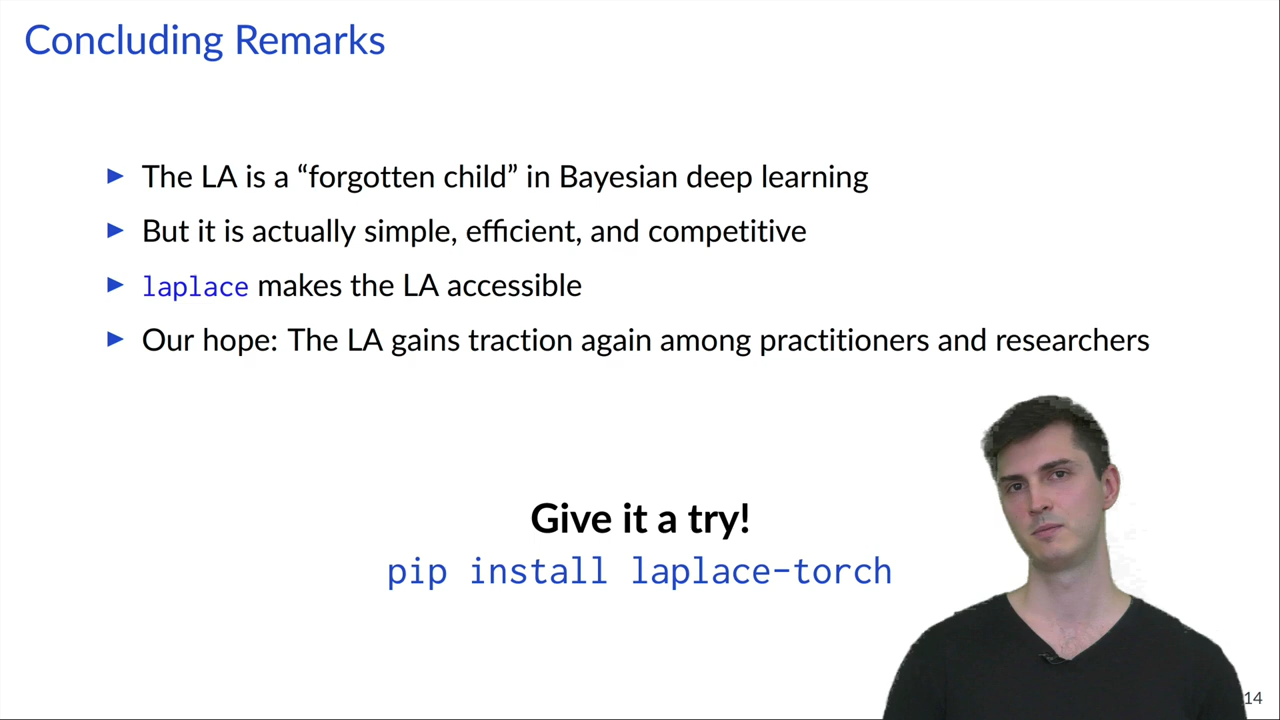 Concluding Remarks
▶ The LA is a “forgotten child” in Bayesian deep learning
▶ But it is actually simple, efficient, and competitive
▶ laplace makes the LA accessible
▶ Our hope: The LA gains traction again among practitioners and researchers
Give it a try!
pip install laplace-torch
14